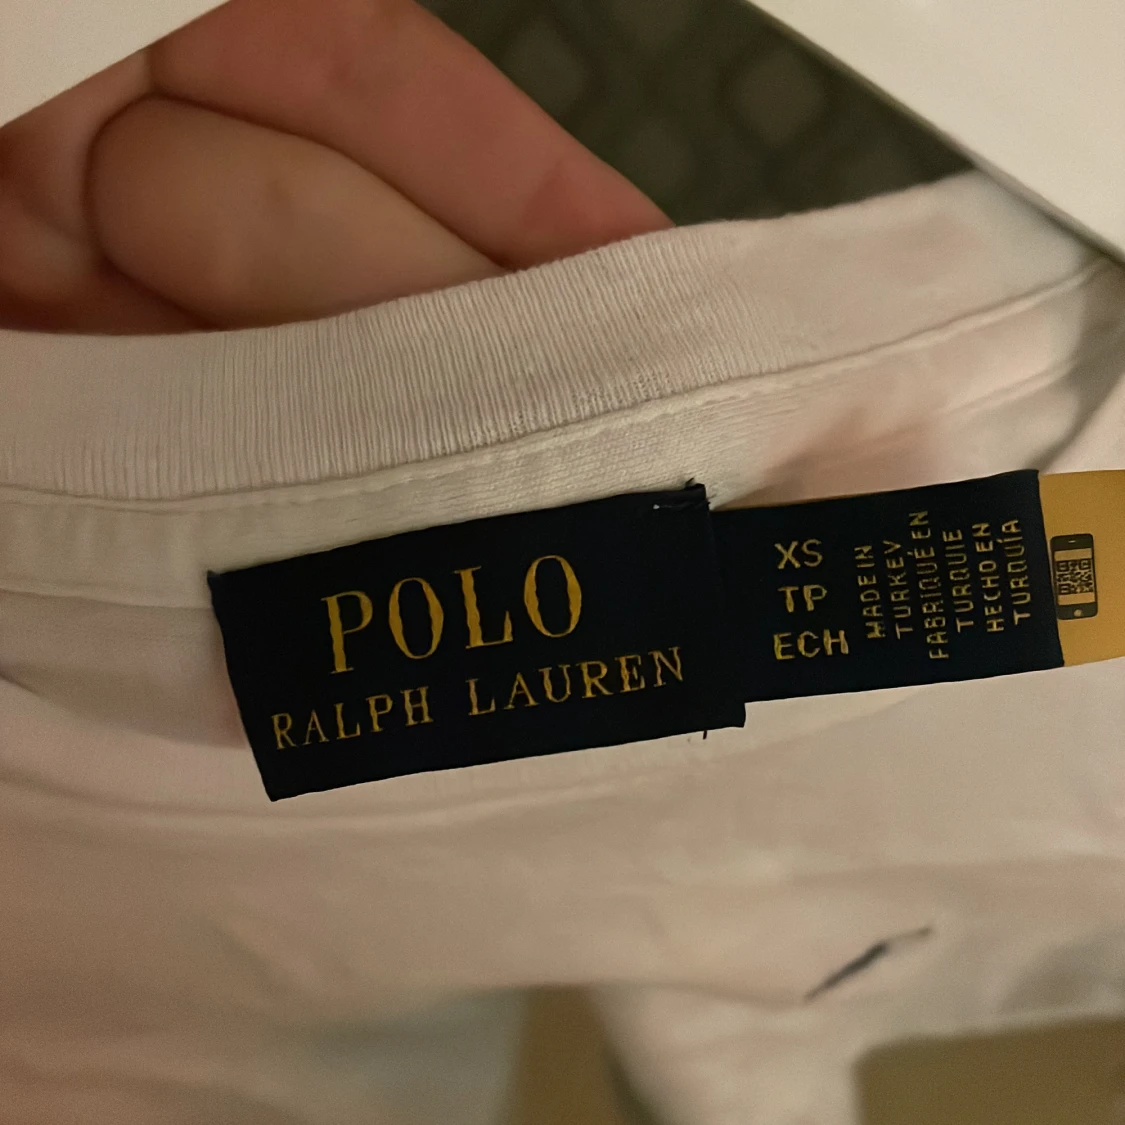 POLO
RALPH LAUREN
XS
TP
ECH
MADE IN
TURKEY
FABRIQUÉ EN
TURQUIE
HECHO EN
TURQUÍA